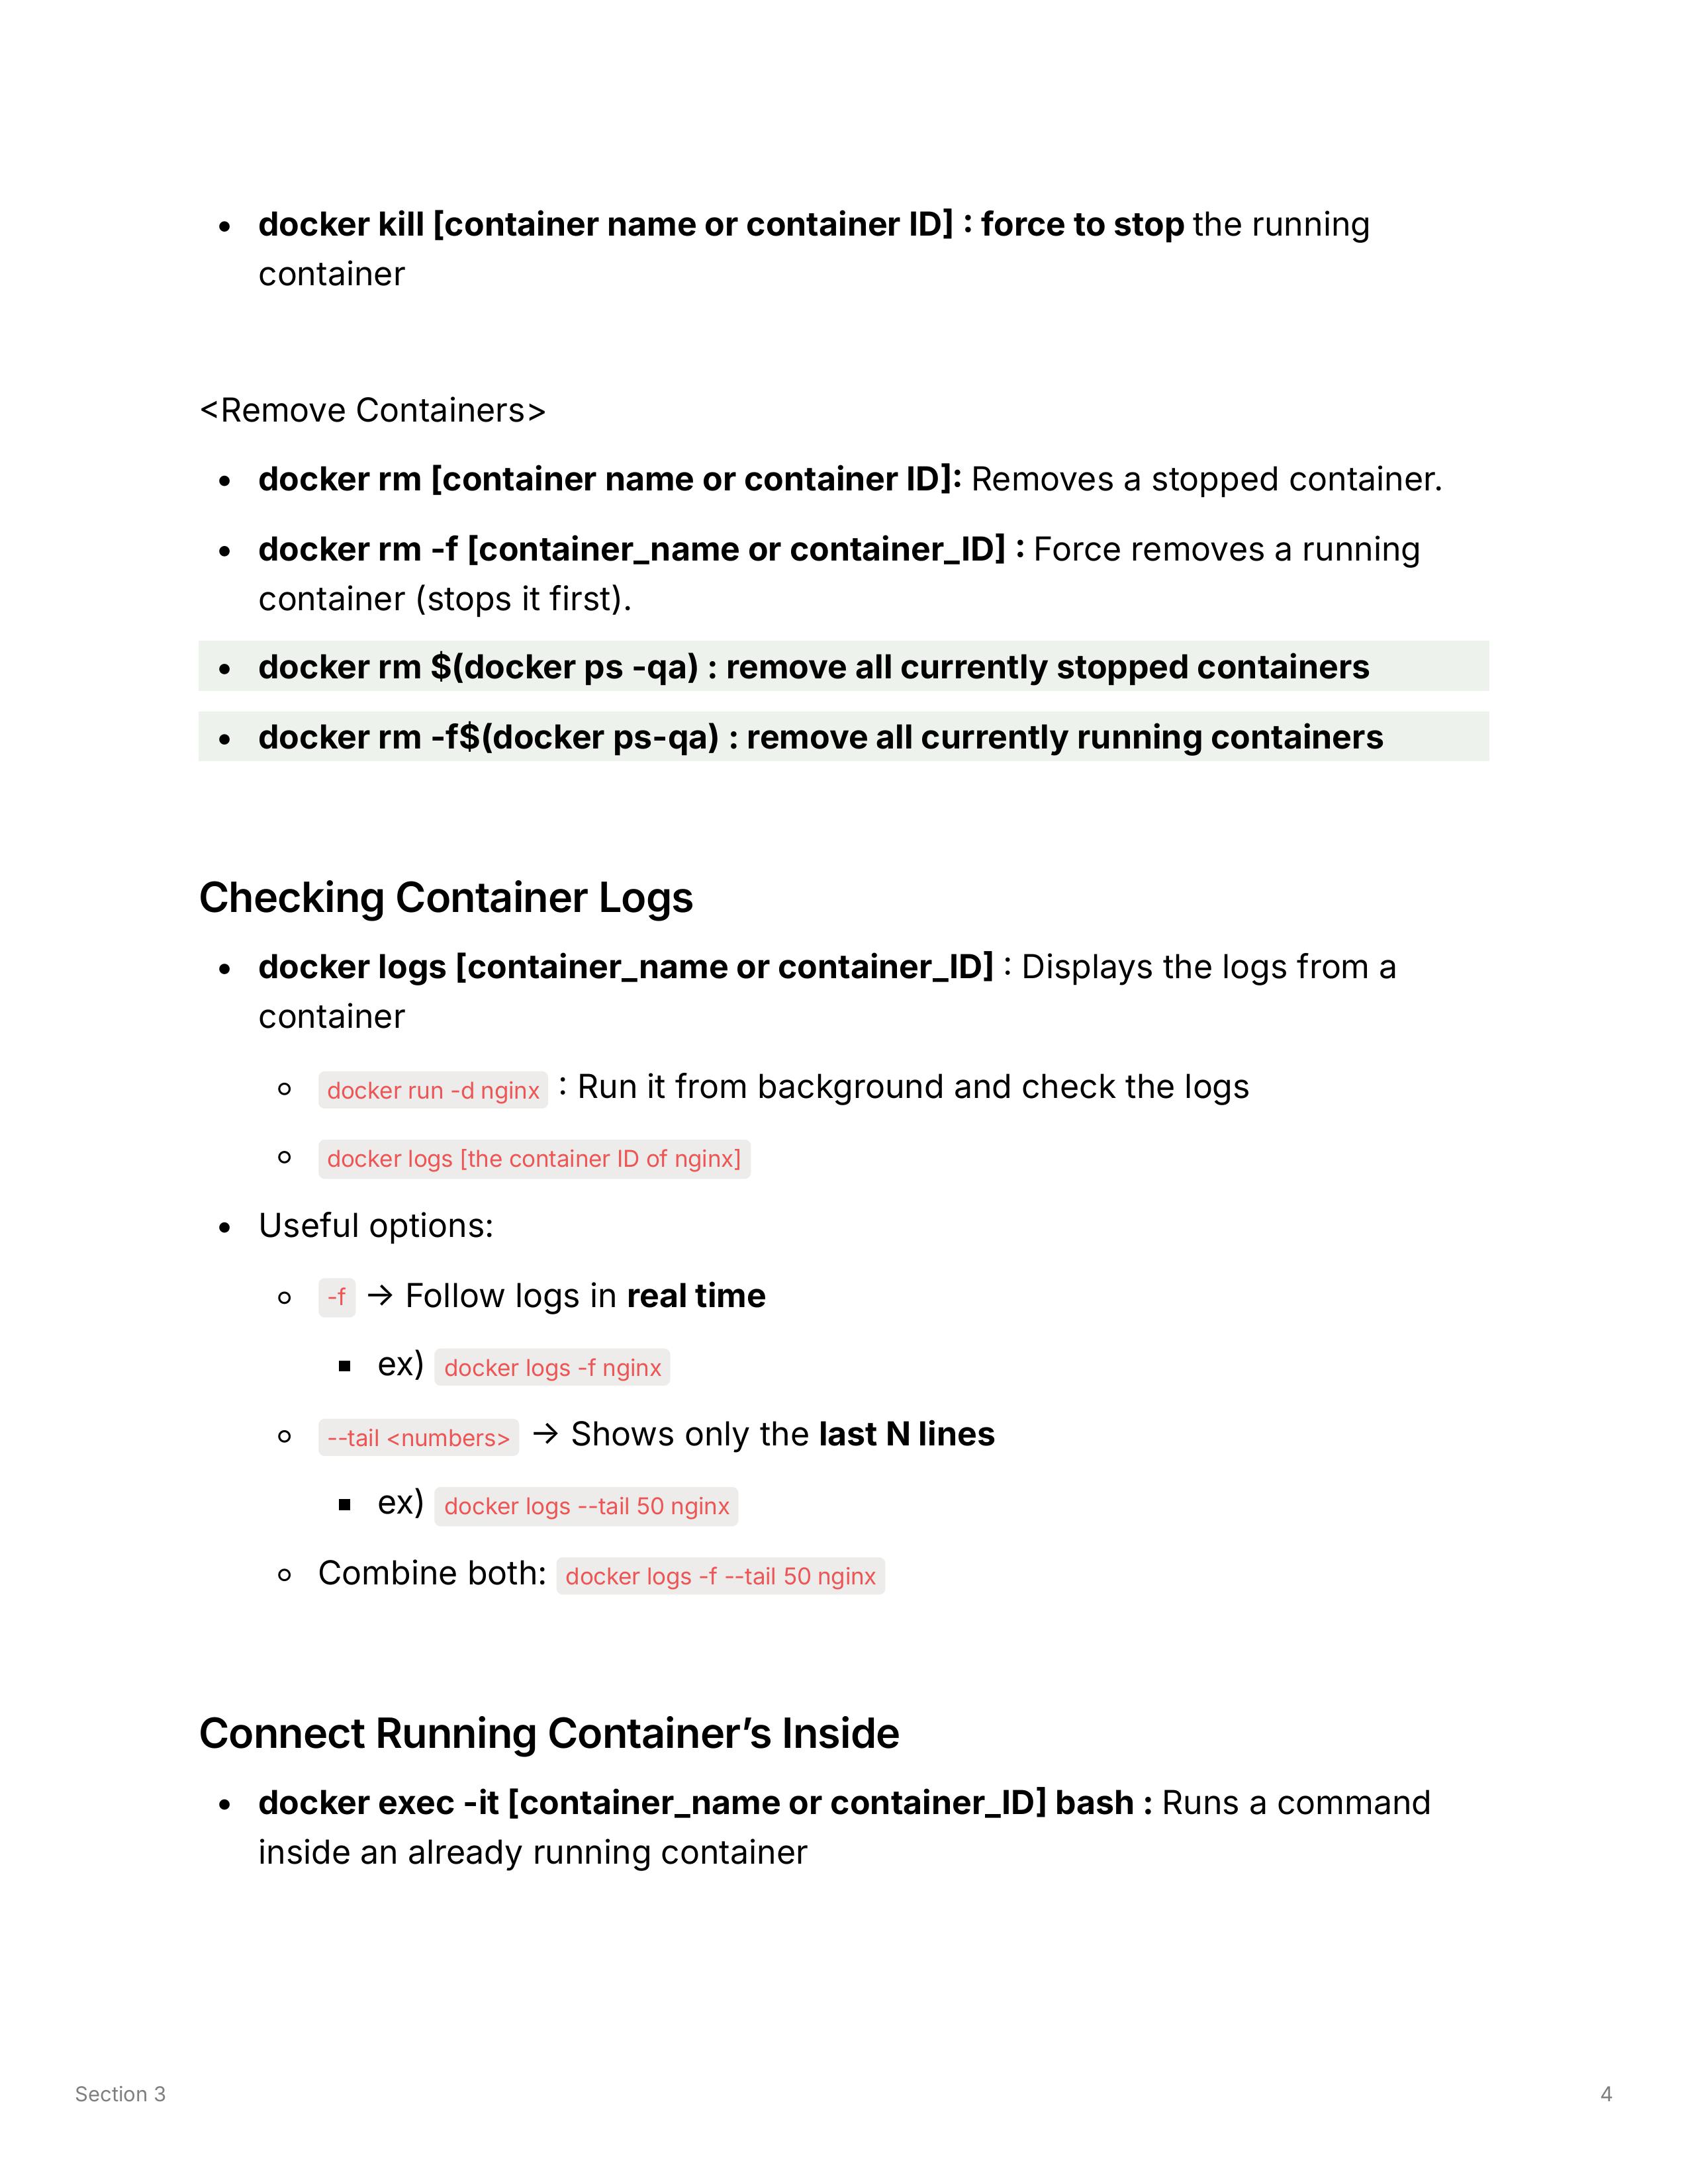 • docker kill [container name or container ID] : force to stop the running
container
<Remove Containers>
• docker rm [container name or container ID]: Removes a stopped container.
• docker rm -f [container_name or container_ID] : Force removes a running
container (stops it first).
• docker rm $(docker ps -qa) : remove all currently stopped containers
• docker rm -f$(docker ps-qa) : remove all currently running containers
Checking Container Logs
• docker logs [container_name or container_ID] : Displays the logs from a
container
◦ docker run -d nginx : Run it from background and check the logs
◦ docker logs [the container ID of nginx]
• Useful options:
◦ -f → Follow logs in real time
▪ ex) docker logs -f nginx
◦ --tail <numbers> → Shows only the last N lines
▪ ex) docker logs --tail 50 nginx
◦ Combine both: docker logs -f --tail 50 nginx
Connect Running Container’s Inside
• docker exec -it [container_name or container_ID] bash : Runs a command
inside an already running container
Section 3 4